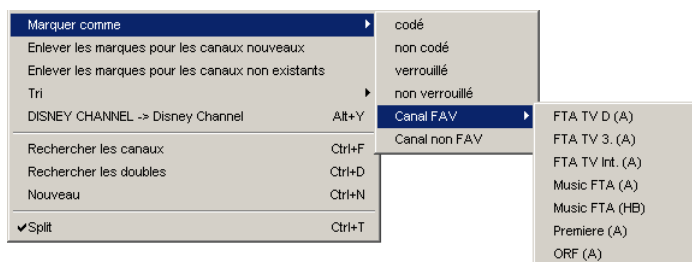 Marquer comme
Enlever les marques pour les canaux nouveaux
Enlever les marques pour les canaux non existants
Tri
DISNEY CHANNEL -> Disney Channel Alt+Y
Rechercher les canaux Ctrl+F
Rechercher les doubles Ctrl+D
Nouveau Ctrl+N
Split Ctrl+T
codé
non codé
verrouillé
non verrouillé
Canal FAV
Canal non FAV
FTA TV D (A)
FTA TV 3. (A)
FTA TV Int. (A)
Music FTA (A)
Music FTA (HB)
Premiere (A)
ORF (A)